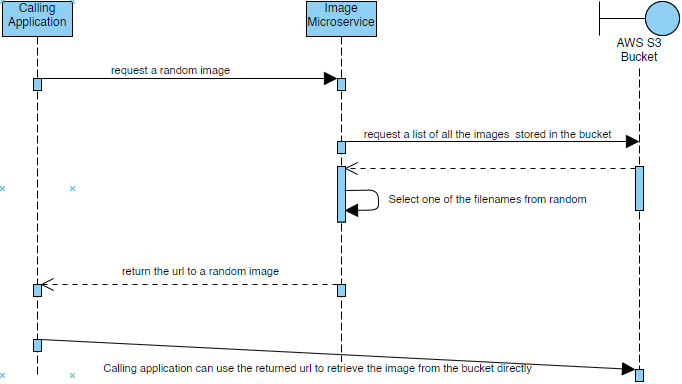 Calling
Application
Image
Microservice
AWS S3
Bucket
request a random image
request a list of all the images stored in the bucket
Select one of the filenames from random
return the url to a random image
Calling application can use the returned url to retrieve the image from the bucket directly